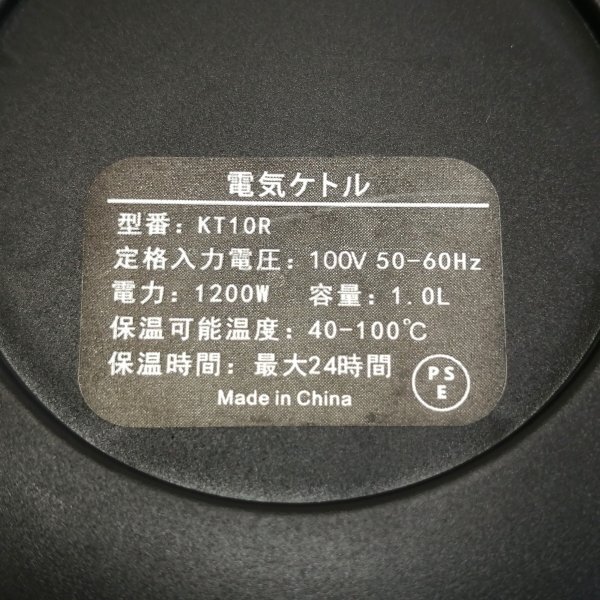 電気ケトル
型番：KT10R
定格入力電圧：100V 50-60Hz
電力：1200W 容量：1.0L
保温可能温度：40-100℃
保温時間：最大24時間
Made in China
PSE